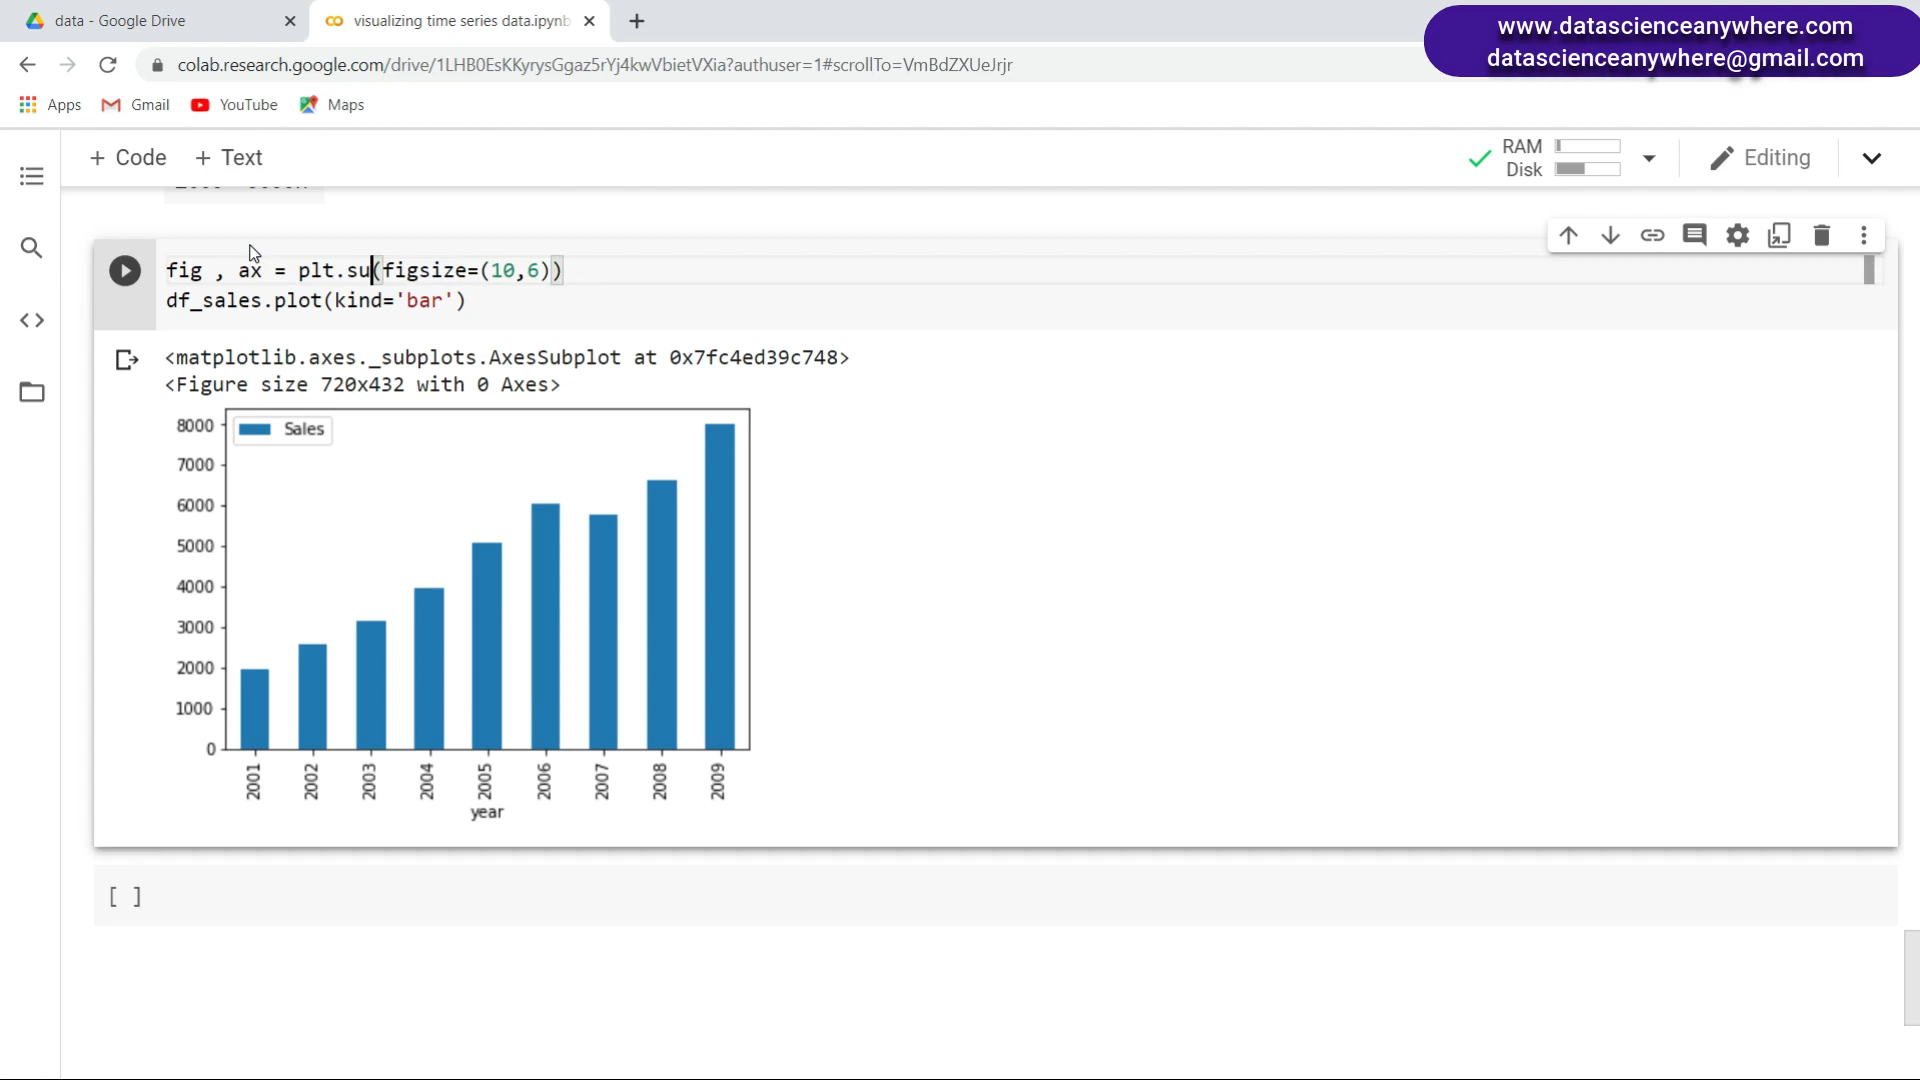 data - Google Drive
visualizing time series data.ipynb
www.datascienceanywhere.com
datascienceanywhere@gmail.com
colab.research.google.com/drive/1LHB0EsKKyrysGgaz5rYj4kwVbietVXia?authuser=1#scrollTo=VmBdZXUeJrjr
Apps
Gmail
YouTube
Maps
+ Code
+ Text
RAM
Disk
Editing
fig , ax = plt.su(figsize=(10,6))
df_sales.plot(kind='bar')
<matplotlib.axes._subplots.AxesSubplot at 0x7fc4ed39c748>
<Figure size 720x432 with 0 Axes>
Sales
8000
7000
6000
5000
4000
3000
2000
1000
0
2001
2002
2003
2004
2005
2006
2007
2008
2009
year
[ ]